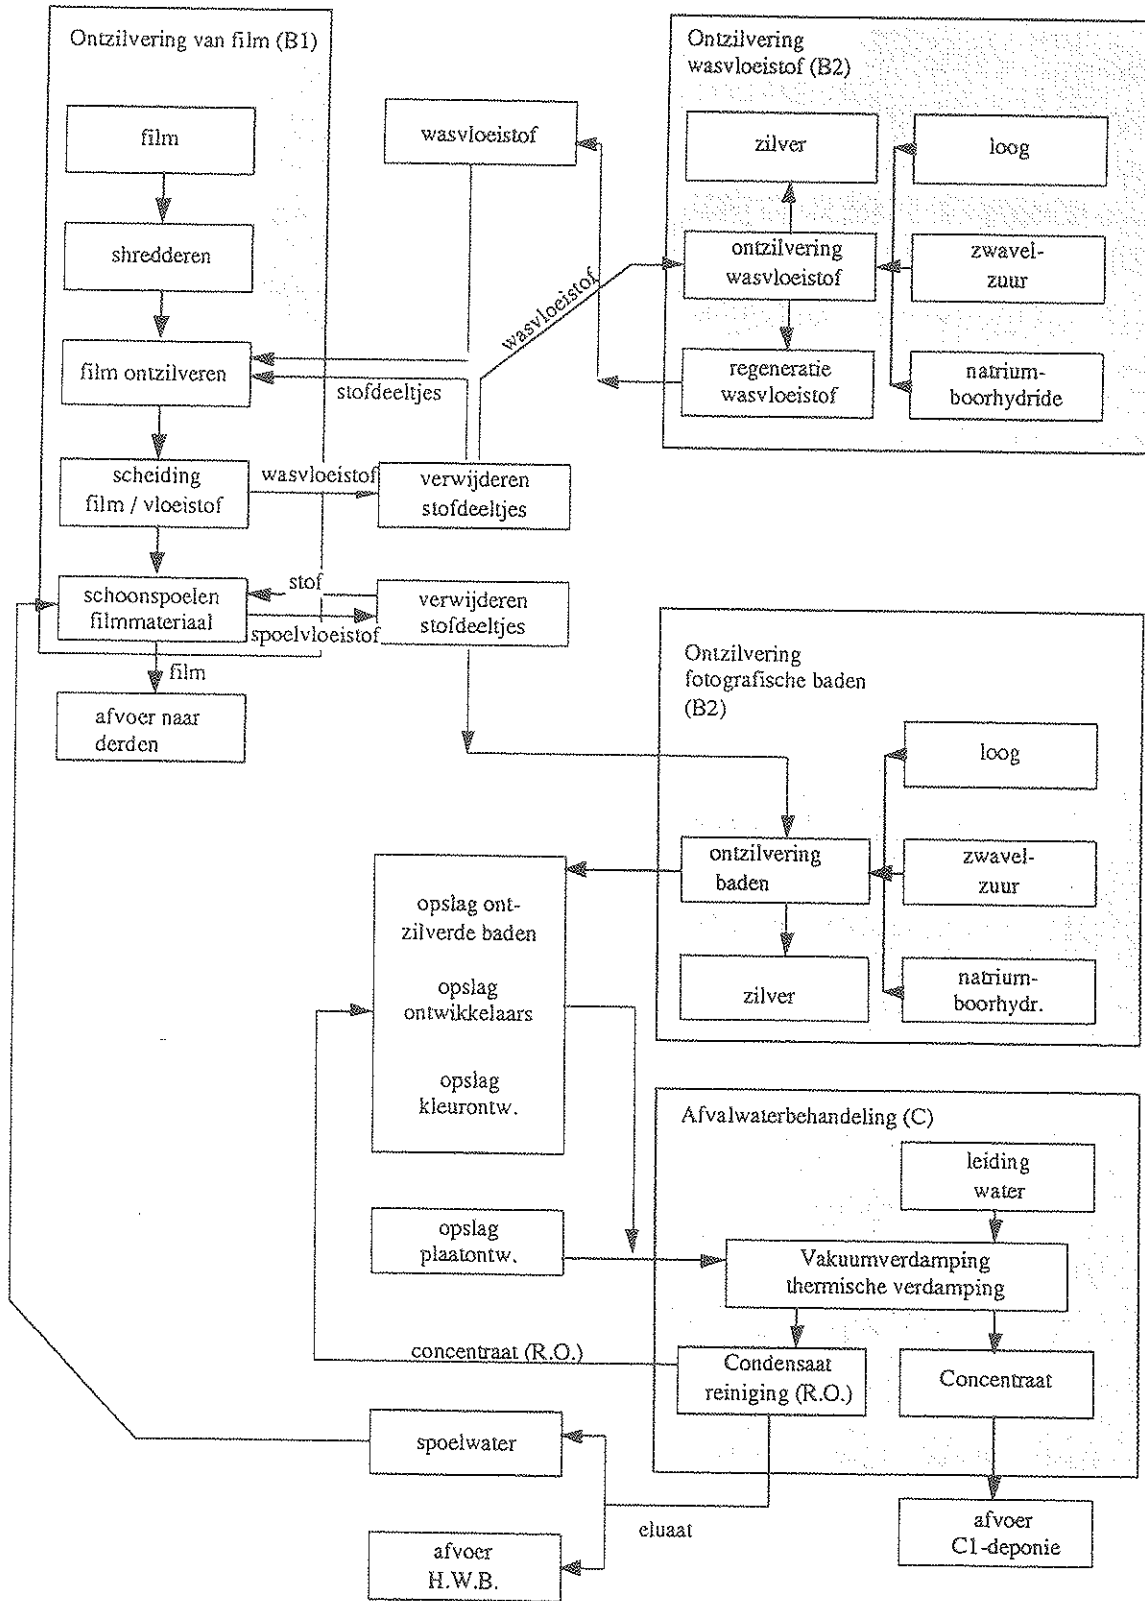 Ontzilvering van film (B1)
film
shredderen
film ontzilveren
scheiding
film / vloeistof
schoonspoelen
filmmateriaal
film
afvoer naar
derden
wasvloeistof
stofdeeltjes
wasvloeistof
verwijderen
stofdeeltjes
wasvloeistof
stof
spoelvloeistof
verwijderen
stofdeeltjes
Ontzilvering
wasvloeistof (B2)
zilver
loog
ontzilvering
wasvloeistof
zwavel-
zuur
regeneratie
wasvloeistof
natrium-
boorhydride
Ontzilvering
fotografische baden
(B2)
loog
ontzilvering
baden
zwavel-
zuur
zilver
natrium-
boorhydr.
opslag ont-
zilverde baden
opslag
ontwikkelaars
opslag
kleurontw.
opslag
plaatontw.
Afvalwaterbehandeling (C)
leiding
water
Vakuumverdamping
thermische verdamping
concentraat (R.O.)
Condensaat
reiniging (R.O.)
Concentraat
spoelwater
eluaat
afvoer
H.W.B.
afvoer
C1-deponie